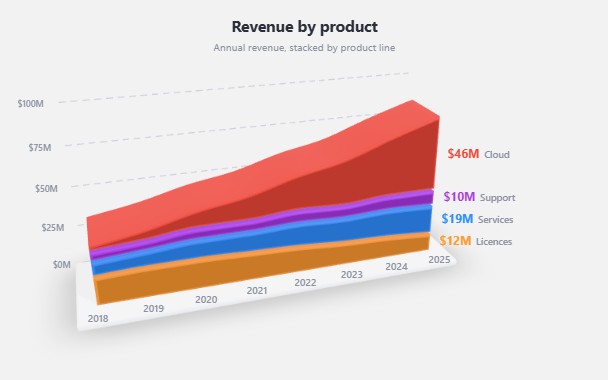 Revenue by product
Annual revenue, stacked by product line
$100M
$75M
$50M
$25M
$0M
$46M Cloud
$10M Support
$19M Services
$12M Licences
2018
2019
2020
2021
2022
2023
2024
2025